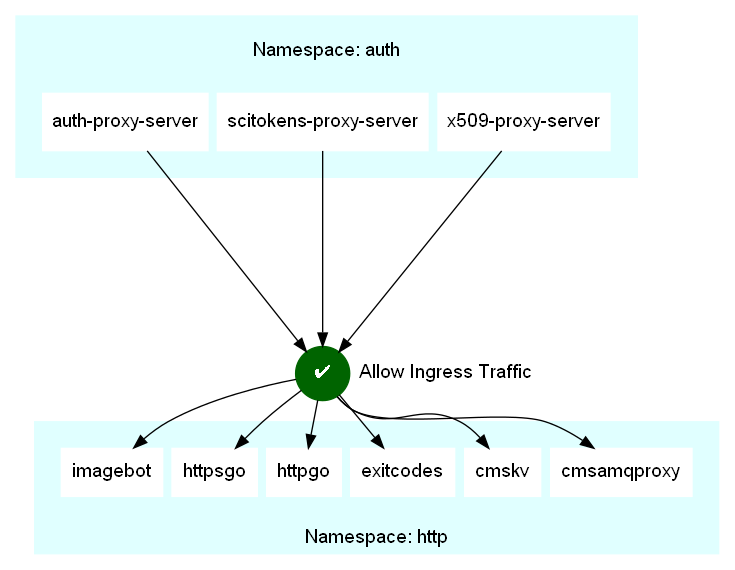 Namespace: auth
auth-proxy-server scitokens-proxy-server x509-proxy-server
✔ Allow Ingress Traffic
imagebot httpsgo httpgo exitcodes cmskv cmsamqproxy
Namespace: http